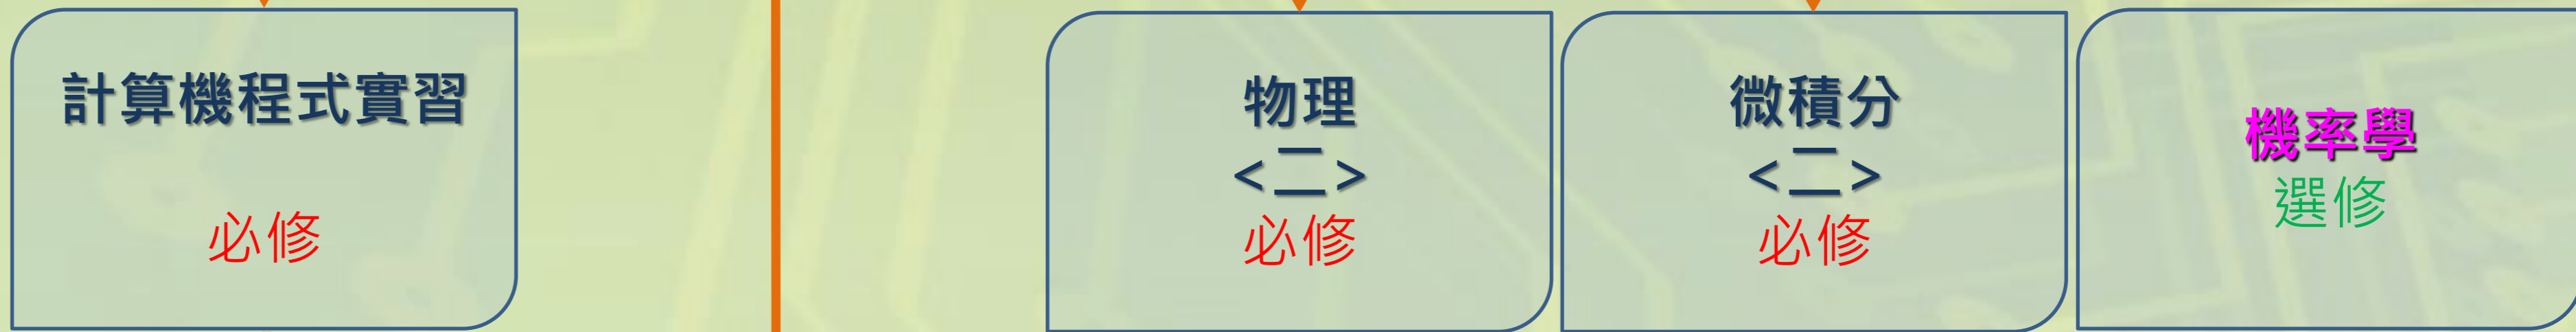 計算機程式實習
必修
物理
<二>
必修
微積分
<二>
必修
機率學
選修